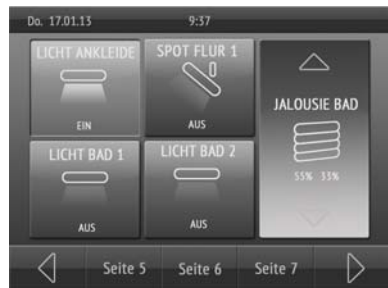 Do. 17.01.13 9:37
LICHT ANKLEIDE
EIN
SPOT FLUR 1
AUS
JALOUSIE BAD
55% 33%
LICHT BAD 1
AUS
LICHT BAD 2
AUS
Seite 5 Seite 6 Seite 7